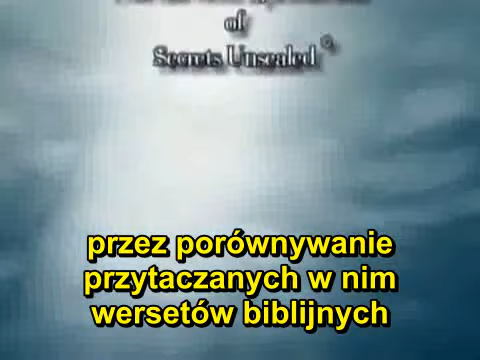 of
Secrets Unsealed ©
przez porównywanie
przytaczanych w nim
wersetów biblijnych